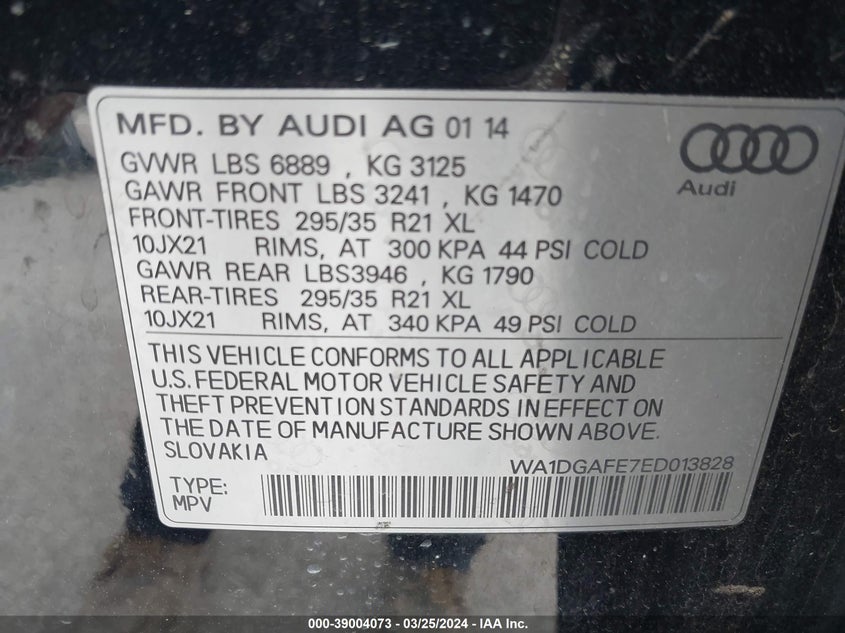 MFD. BY AUDI AG 01 14
Audi
GVWR LBS 6889 , KG 3125
GAWR FRONT LBS 3241 , KG 1470
FRONT-TIRES 295/35 R21 XL
10JX21 RIMS, AT 300 KPA 44 PSI COLD
GAWR REAR LBS3946 , KG 1790
REAR-TIRES 295/35 R21 XL
10JX21 RIMS, AT 340 KPA 49 PSI COLD
THIS VEHICLE CONFORMS TO ALL APPLICABLE
U.S. FEDERAL MOTOR VEHICLE SAFETY AND
THEFT PREVENTION STANDARDS IN EFFECT ON
THE DATE OF MANUFACTURE SHOWN ABOVE.
SLOVAKIA
WA1DGAFE7ED013828
TYPE:
MPV
000-39004073 - 03/25/2024 - IAA Inc.